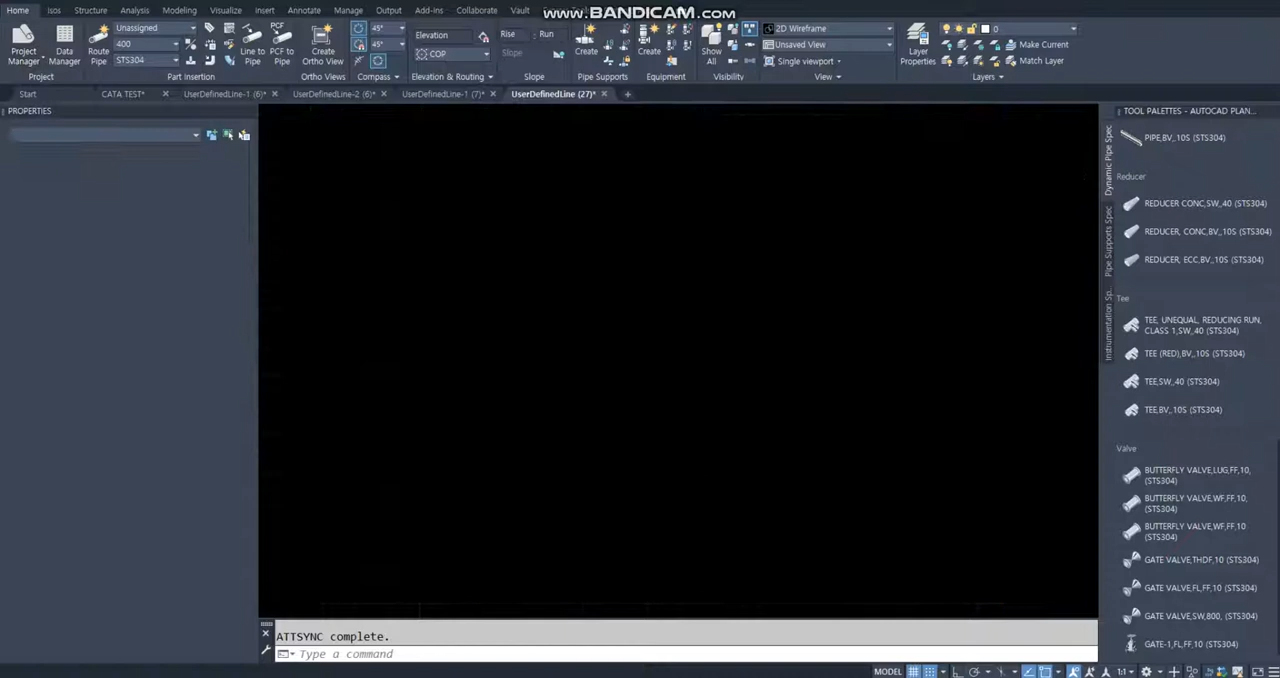 www.BANDICAM.com
Home Isos Structure Analysis Modeling Visualize Insert Annotate Manage Output Add-ins Collaborate Vault Express Tools
Project Manager
Data Manager
Project
Route Pipe
Unassigned
400
STS304
Line to Pipe
PCF to Pipe
Part Insertion
Create Ortho View
Ortho Views
45°
45°
Compass
Elevation
COP
Elevation & Routing
Rise Run
Slope
Slope
Create
Pipe Supports
Create
Equipment
Show All
Visibility
2D Wireframe
Unsaved View
Single viewport
View
Layer Properties
0
Make Current
Match Layer
Layers
Start CATA TEST* UserDefinedLine-1 (6)* UserDefinedLine-2 (6)* UserDefinedLine-1 (7)* UserDefinedLine (27)*
PROPERTIES
TOOL PALETTES - AUTOCAD PLAN...
Dynamic Pipe Spec
Pipe Supports Spec
Instrumentation Sp...
PIPE,BV,.10S (STS304)
Reducer
REDUCER CONC,SW,.40 (STS304)
REDUCER, CONC,BV,.10S (STS304)
REDUCER, ECC,BV,.10S (STS304)
Tee
TEE, UNEQUAL, REDUCING RUN,
CLASS 1,SW,.40 (STS304)
TEE (RED),BV,.10S (STS304)
TEE,SW,.40 (STS304)
TEE,BV,.10S (STS304)
Valve
BUTTERFLY VALVE,LUG,FF,10,
(STS304)
BUTTERFLY VALVE,WF,FF,10,
(STS304)
BUTTERFLY VALVE,WF,FF,10
(STS304)
GATE VALVE,THDF,10 (STS304)
GATE VALVE,FL,FF,10 (STS304)
GATE VALVE,SW,800, (STS304)
GATE-1,FL,FF,10 (STS304)
ATTSYNC complete.
Type a command
MODEL 1:1